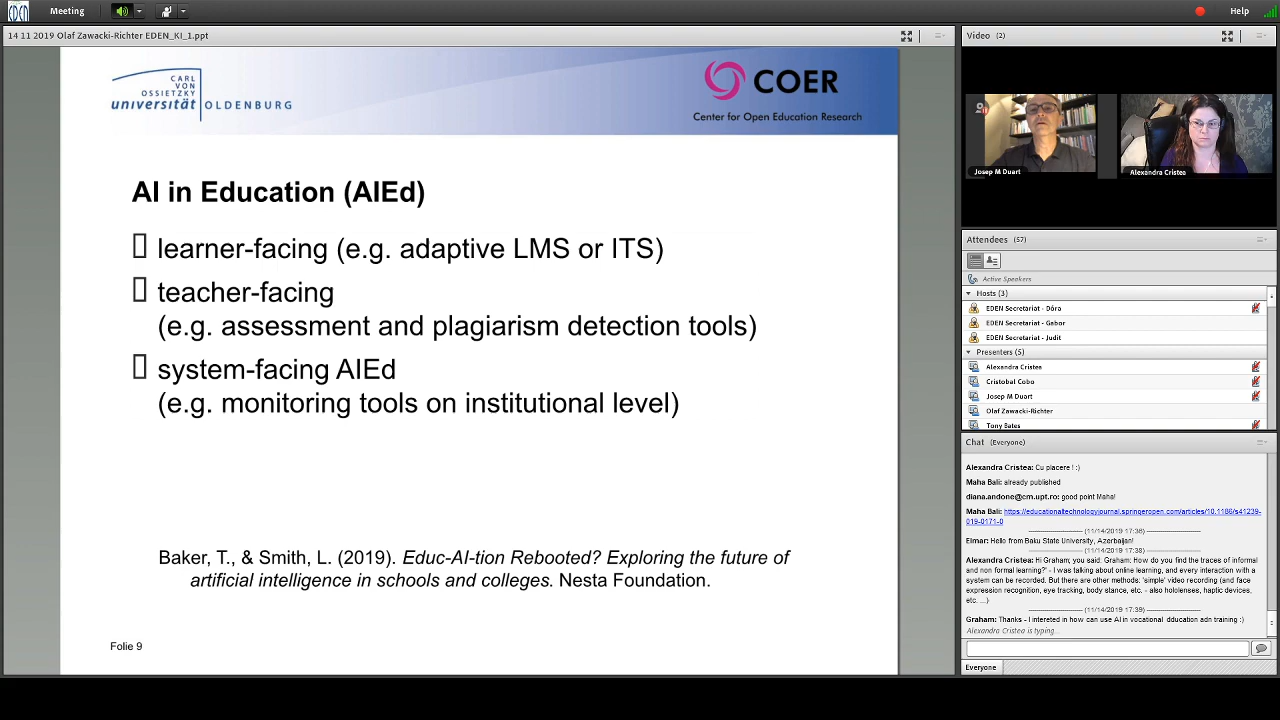 EDEN
Meeting
Help
14 11 2019 Olaf Zawacki-Richter EDEN_KI_1.ppt
CARL
VON
OSSIETZKY
universität OLDENBURG
COER
Center for Open Education Research
AI in Education (AIEd)
learner-facing (e.g. adaptive LMS or ITS)
teacher-facing
(e.g. assessment and plagiarism detection tools)
system-facing AIEd
(e.g. monitoring tools on institutional level)
Baker, T., & Smith, L. (2019). Educ-AI-tion Rebooted? Exploring the future of
artificial intelligence in schools and colleges. Nesta Foundation.
Folie 9
Video (2)
Josep M Duart
Alexandra Cristea
Attendees (57)
Active Speakers
Hosts (3)
EDEN Secretariat - Dóra
EDEN Secretariat - Gabor
EDEN Secretariat - Judit
Presenters (5)
Alexandra Cristea
Cristobal Cobo
Josep M Duart
Olaf Zawacki-Richter
Tony Bates
Chat (Everyone)
Alexandra Cristea: Cu placere ! :)
Maha Bali: already published
diana.andone@cm.upt.ro: good point Maha!
Maha Bali: https://educationaltechnologyjournal.springeropen.com/articles/10.1186/s41239-
019-0171-0
(11/14/2019 17:36)
Elmar: Hello from Baku State University, Azerbaijan!
(11/14/2019 17:38)
Alexandra Cristea: Hi Graham, you said: Graham: How do you find the traces of informal
and non formal learning?' - I was talking about online learning, and every interaction with a
system can be recorded. But there are other methods: 'simple' video recording (and face
expression recognition, eye tracking, body stance, etc. - also hololenses, haptic devices,
etc. ...)
(11/14/2019 17:39)
Graham: Thanks - I interested in how can use AI in vocational dducation adn training :)
Alexandra Cristea is typing...
Everyone